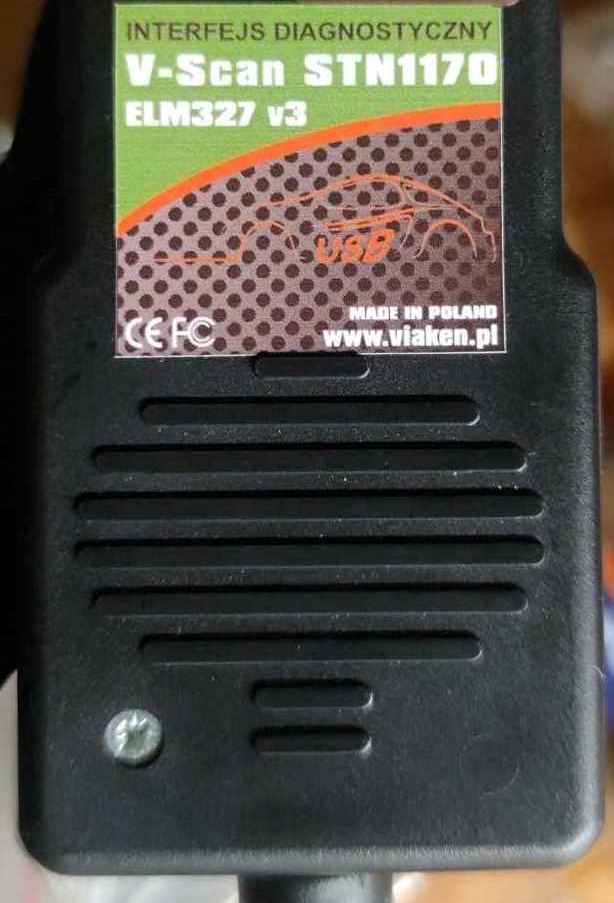 INTERFEJS DIAGNOSTYCZNY
V-Scan STN1170
ELM327 v3
USB
MADE IN POLAND
CE FC www.viaken.pl